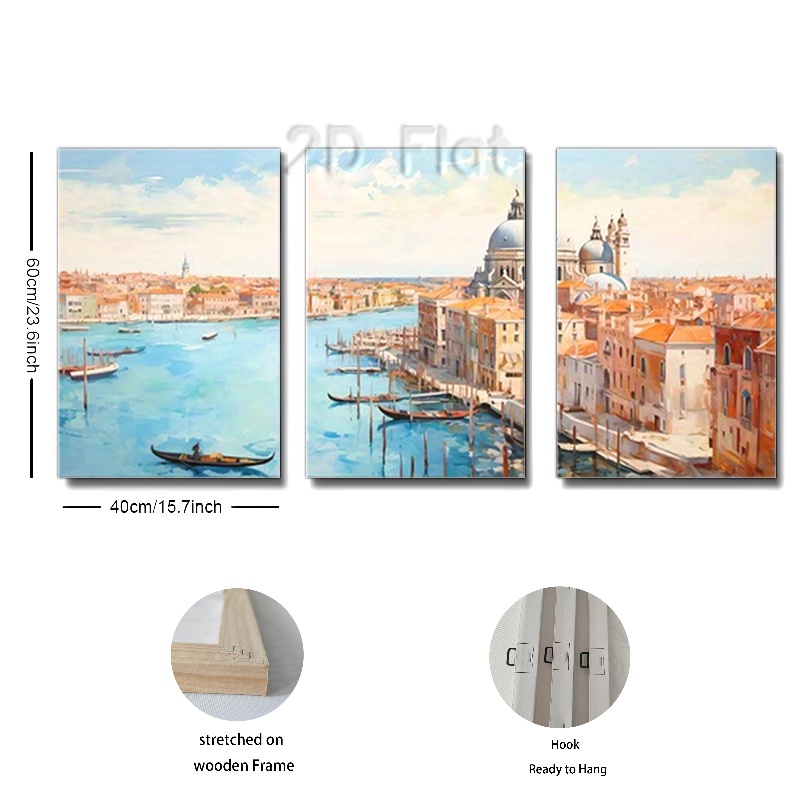 2D Flat
60cm/23.6inch
40cm/15.7inch
stretched on
wooden Frame
Hook
Ready to Hang